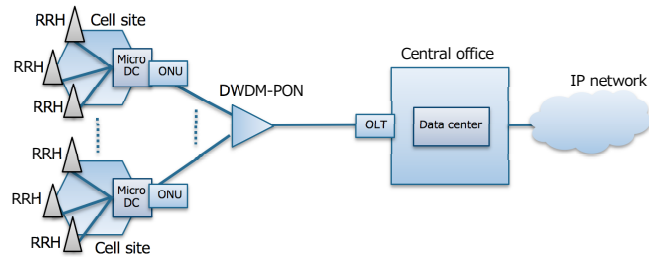 RRH
Cell site
RRH
Micro
DC
ONU
RRH
DWDM-PON
Central office
IP network
OLT
Data center
RRH
RRH
Micro
DC
ONU
RRH
Cell site